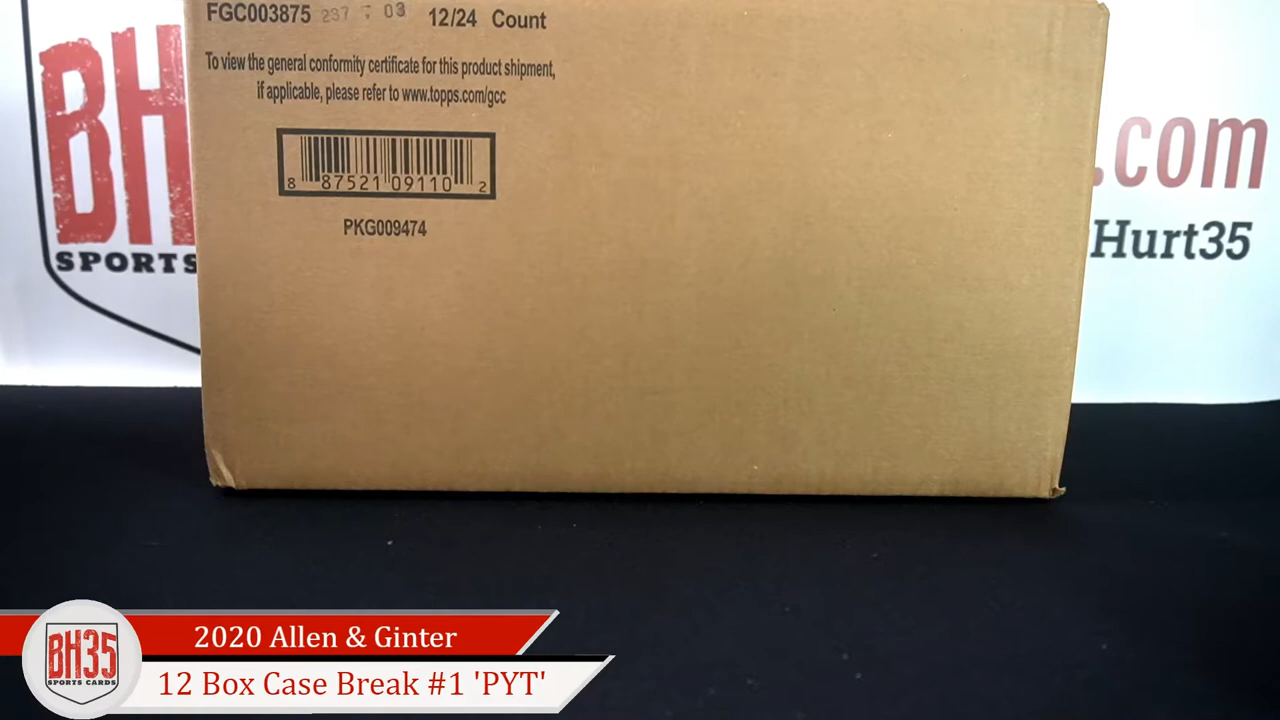 FGC003875 237 03 12/24 Count
To view the general conformity certificate for this product shipment,
if applicable, please refer to www.topps.com/gcc
8 87521 09110 2
PKG009474
BH
SPORTS
.com
Hurt35
2020 Allen & Ginter
12 Box Case Break #1 'PYT'
BH35
SPORTS CARDS